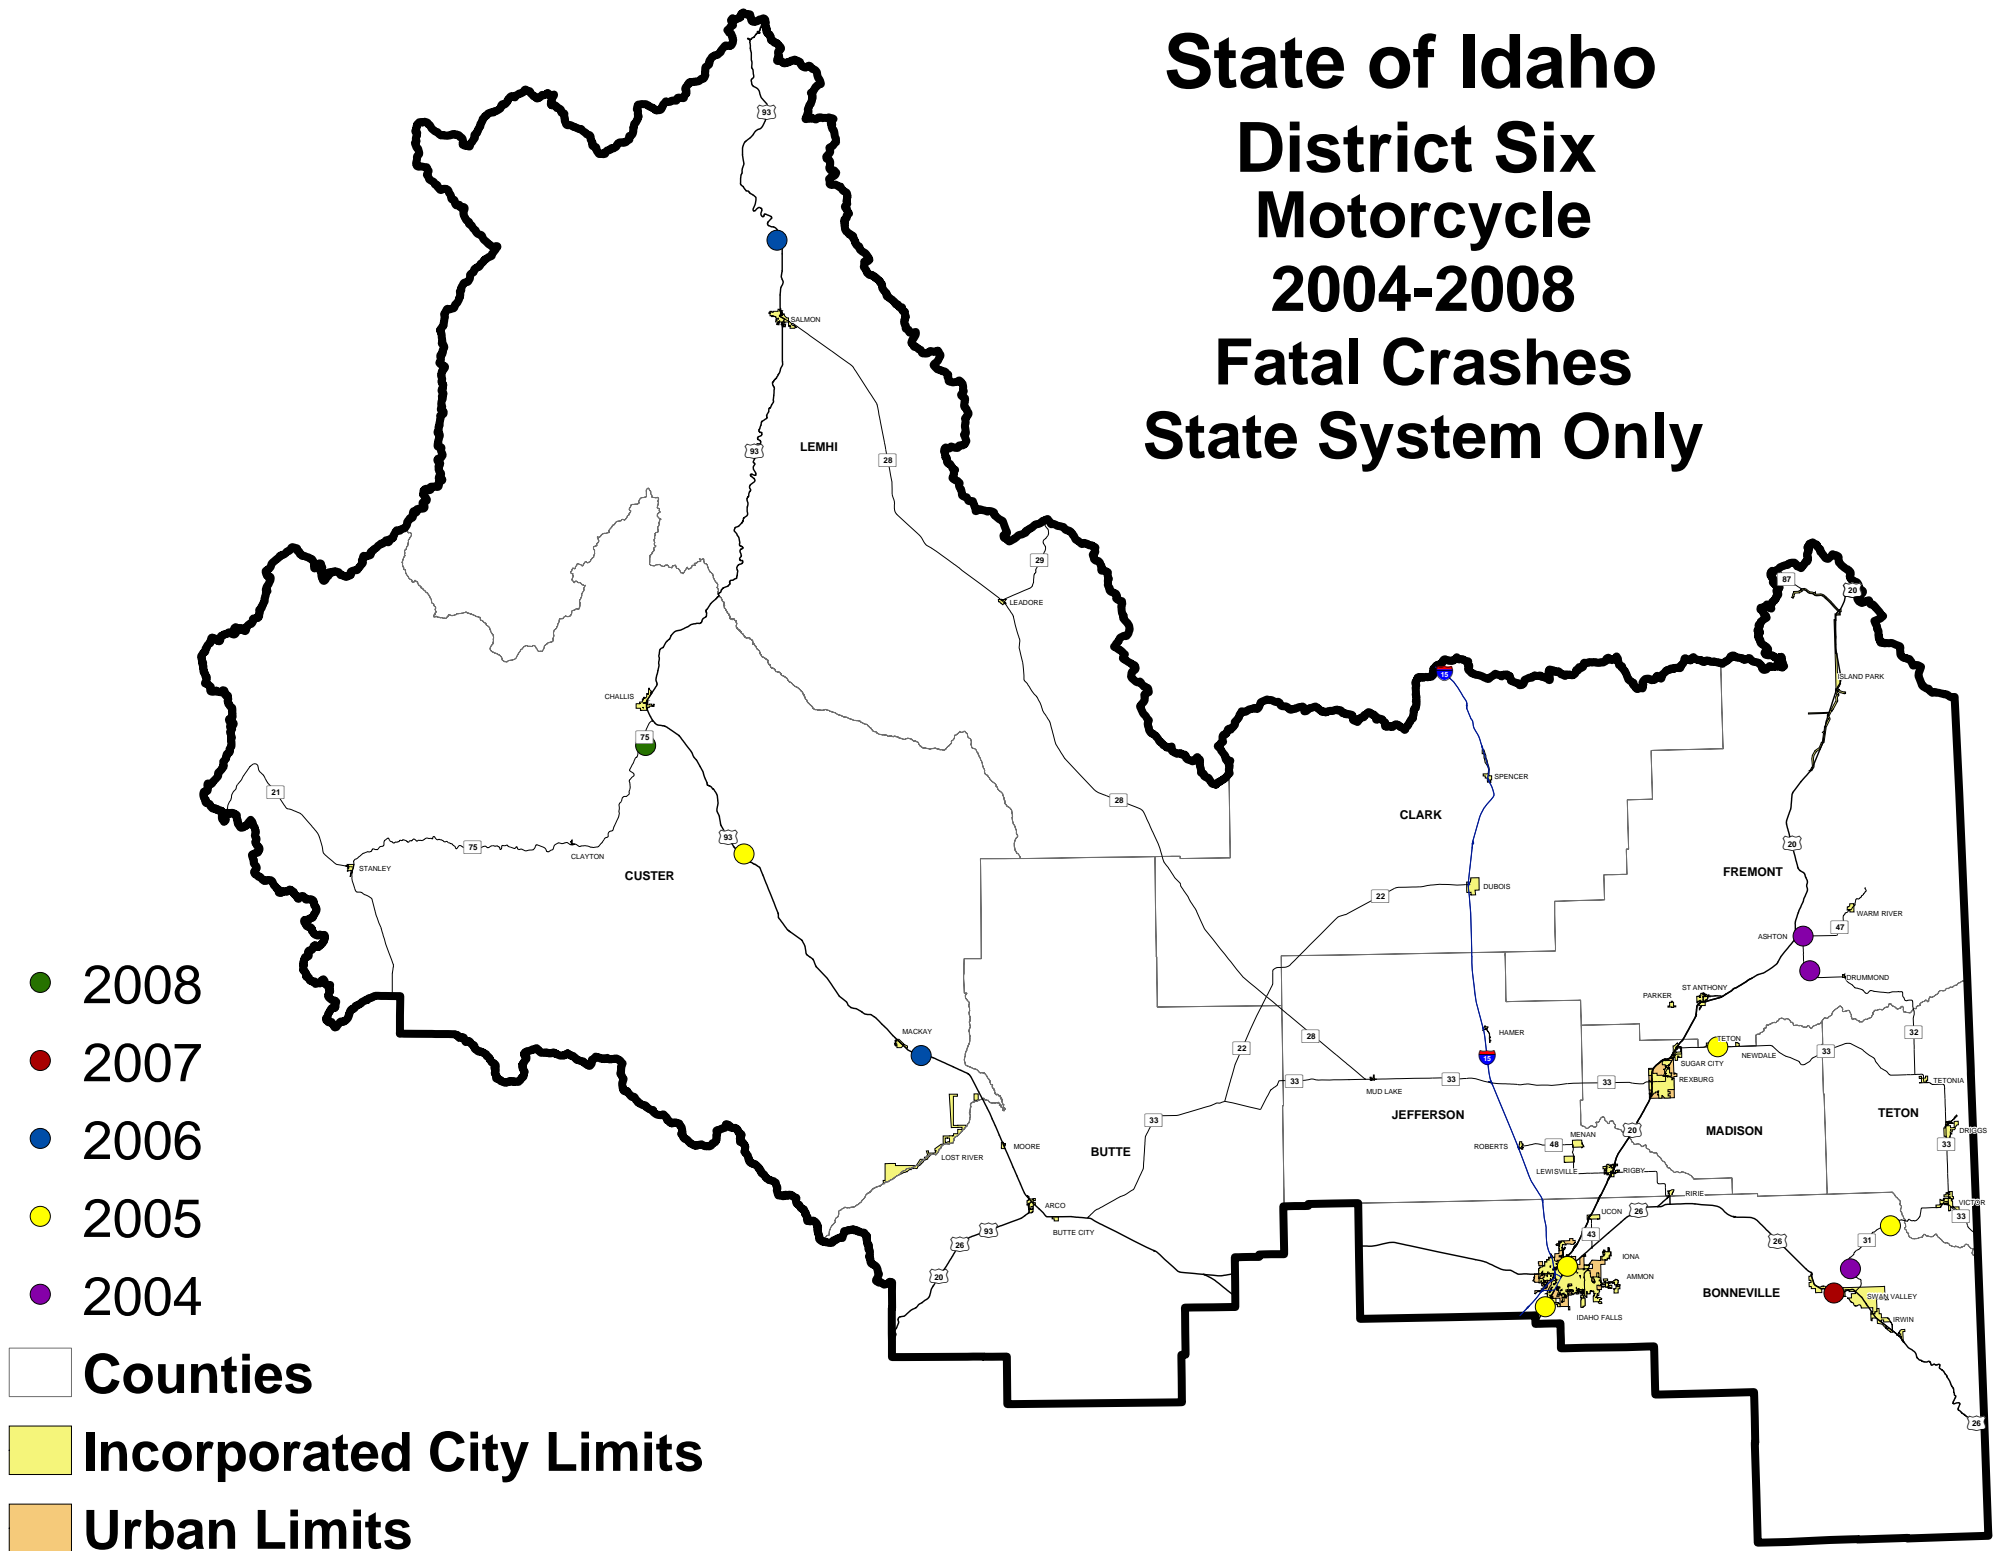 State of Idaho
District Six
Motorcycle
2004-2008
Fatal Crashes
State System Only
93
SALMON
LEMHI
93
28
29
LEADORE
87
20
ISLAND PARK
15
CHALLIS
75
SPENCER
21
28
CLARK
93
20
75
CLAYTON
STANLEY
CUSTER
FREMONT
22
DUBOIS
WARM RIVER
47
ASHTON
DRUMMOND
ST ANTHONY
PARKER
MACKAY
HAMER
28
32
22
TETON
NEWDALE
33
15
SUGAR CITY
REXBURG
TETONIA
33
33
33
MUD LAKE
JEFFERSON
TETON
33
MADISON
20
DRIGGS
33
MENAN
48
ROBERTS
MOORE
LOST RIVER
BUTTE
LEWISVILLE
RIGBY
RIRIE
VICTOR
33
ARCO
BUTTE CITY
UCON
26
43
31
26
93
26
20
IONA
AMMON
BONNEVILLE
SWAN VALLEY
IDAHO FALLS
IRWIN
26
2008
2007
2006
2005
2004
Counties
Incorporated City Limits
Urban Limits